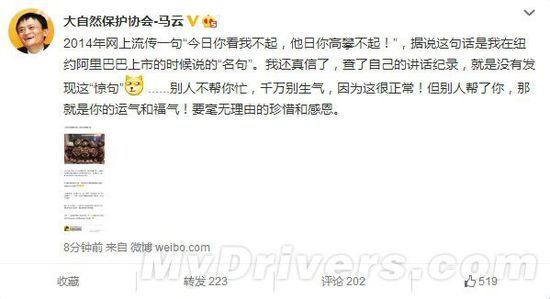 大自然保护协会-马云
2014年网上流传一句“今日你看我不起，他日你高攀不起！”，据说这句话是我在纽
约阿里巴巴上市的时候说的“名句”。我还真信了，查了自己的讲话纪录，就是没有发
现这“惊句”……别人不帮你忙，千万别生气，因为这很正常！但别人帮了你，那
就是你的运气和福气！要毫无理由的珍惜和感恩。
8分钟前 来自 微博 weibo.com
MyDrivers.com
收藏 转发 223 评论 202 519